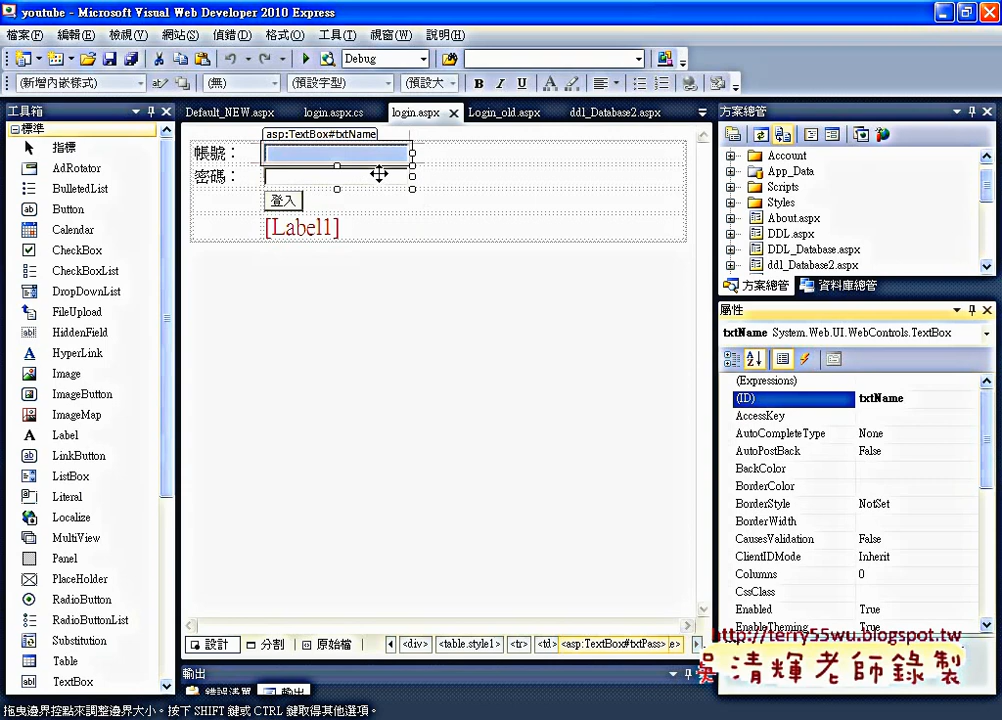 youtube - Microsoft Visual Web Developer 2010 Express
檔案(F) 編輯(E) 檢視(V) 網站(S) 偵錯(D) 格式(O) 工具(T) 視窗(W) 說明(H)
Debug
(新增內嵌樣式) (無) (預設字型) (預設大 B I U A
工具箱
標準
指標
AdRotator
BulletedList
Button
Calendar
CheckBox
CheckBoxList
DropDownList
FileUpload
HiddenField
HyperLink
Image
ImageButton
ImageMap
Label
LinkButton
ListBox
Literal
Localize
MultiView
Panel
PlaceHolder
RadioButton
RadioButtonList
Substitution
Table
TextBox
Default_NEW.aspx login.aspx.cs login.aspx Login_old.aspx ddl_Database2.aspx
asp:TextBox#txtName
帳號：
密碼：
登入
[Label1]
設計 分割 原始檔 <div> <table.style1> <tr> <td> <asp:TextBox#txtPass> e>
輸出
錯誤清單 輸出
方案總管
Account
App_Data
Scripts
Styles
About.aspx
DDL.aspx
DDL_Database.aspx
ddl_Database2.aspx
方案總管 資料庫總管
屬性
txtName System.Web.UI.WebControls.TextBox
(Expressions)
(ID) txtName
AccessKey
AutoCompleteType None
AutoPostBack False
BackColor
BorderColor
BorderStyle NotSet
BorderWidth
CausesValidation False
ClientIDMode Inherit
Columns 0
CssClass
Enabled True
EnableTheming True
http://terry55wu.blogspot.tw
吳清輝老師錄製
拖曳邊界控點來調整邊界大小。按下 SHIFT 鍵或 CTRL 鍵取得其他選項。